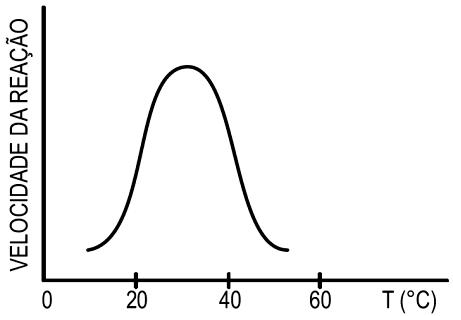 VELOCIDADE DA REAÇÃO
0 20 40 60 T (°C)